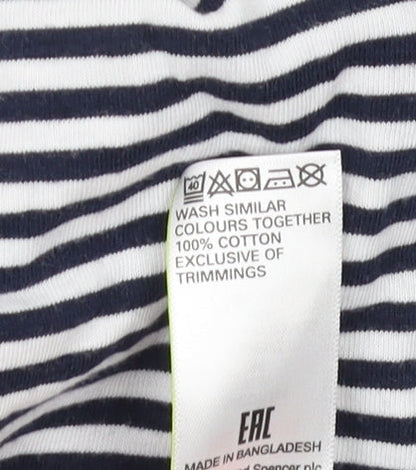 40
WASH SIMILAR
COLOURS TOGETHER
100% COTTON
EXCLUSIVE OF
TRIMMINGS
EAC
MADE IN BANGLADESH
Spencer plc